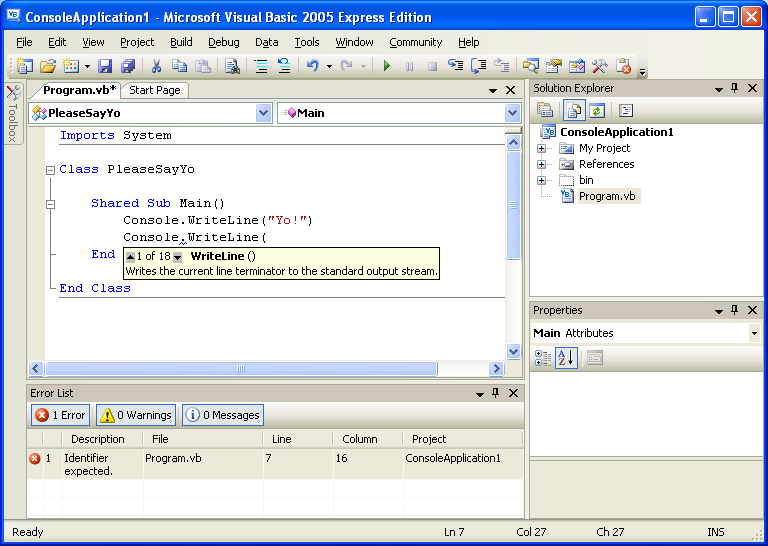 ConsoleApplication1 - Microsoft Visual Basic 2005 Express Edition
File Edit View Project Build Debug Data Tools Window Community Help
Program.vb* Start Page
PleaseSayYo Main
Toolbox
Imports System
Class PleaseSayYo
Shared Sub Main()
Console.WriteLine("Yo!")
Console.WriteLine(
End
1 of 18 WriteLine ()
Writes the current line terminator to the standard output stream.
End Class
Solution Explorer
ConsoleApplication1
My Project
References
bin
Program.vb
Properties
Main Attributes
Error List
1 Error 0 Warnings 0 Messages
Description File Line Column Project
1 Identifier expected. Program.vb 7 16 ConsoleApplication1
Ready Ln 7 Col 27 Ch 27 INS